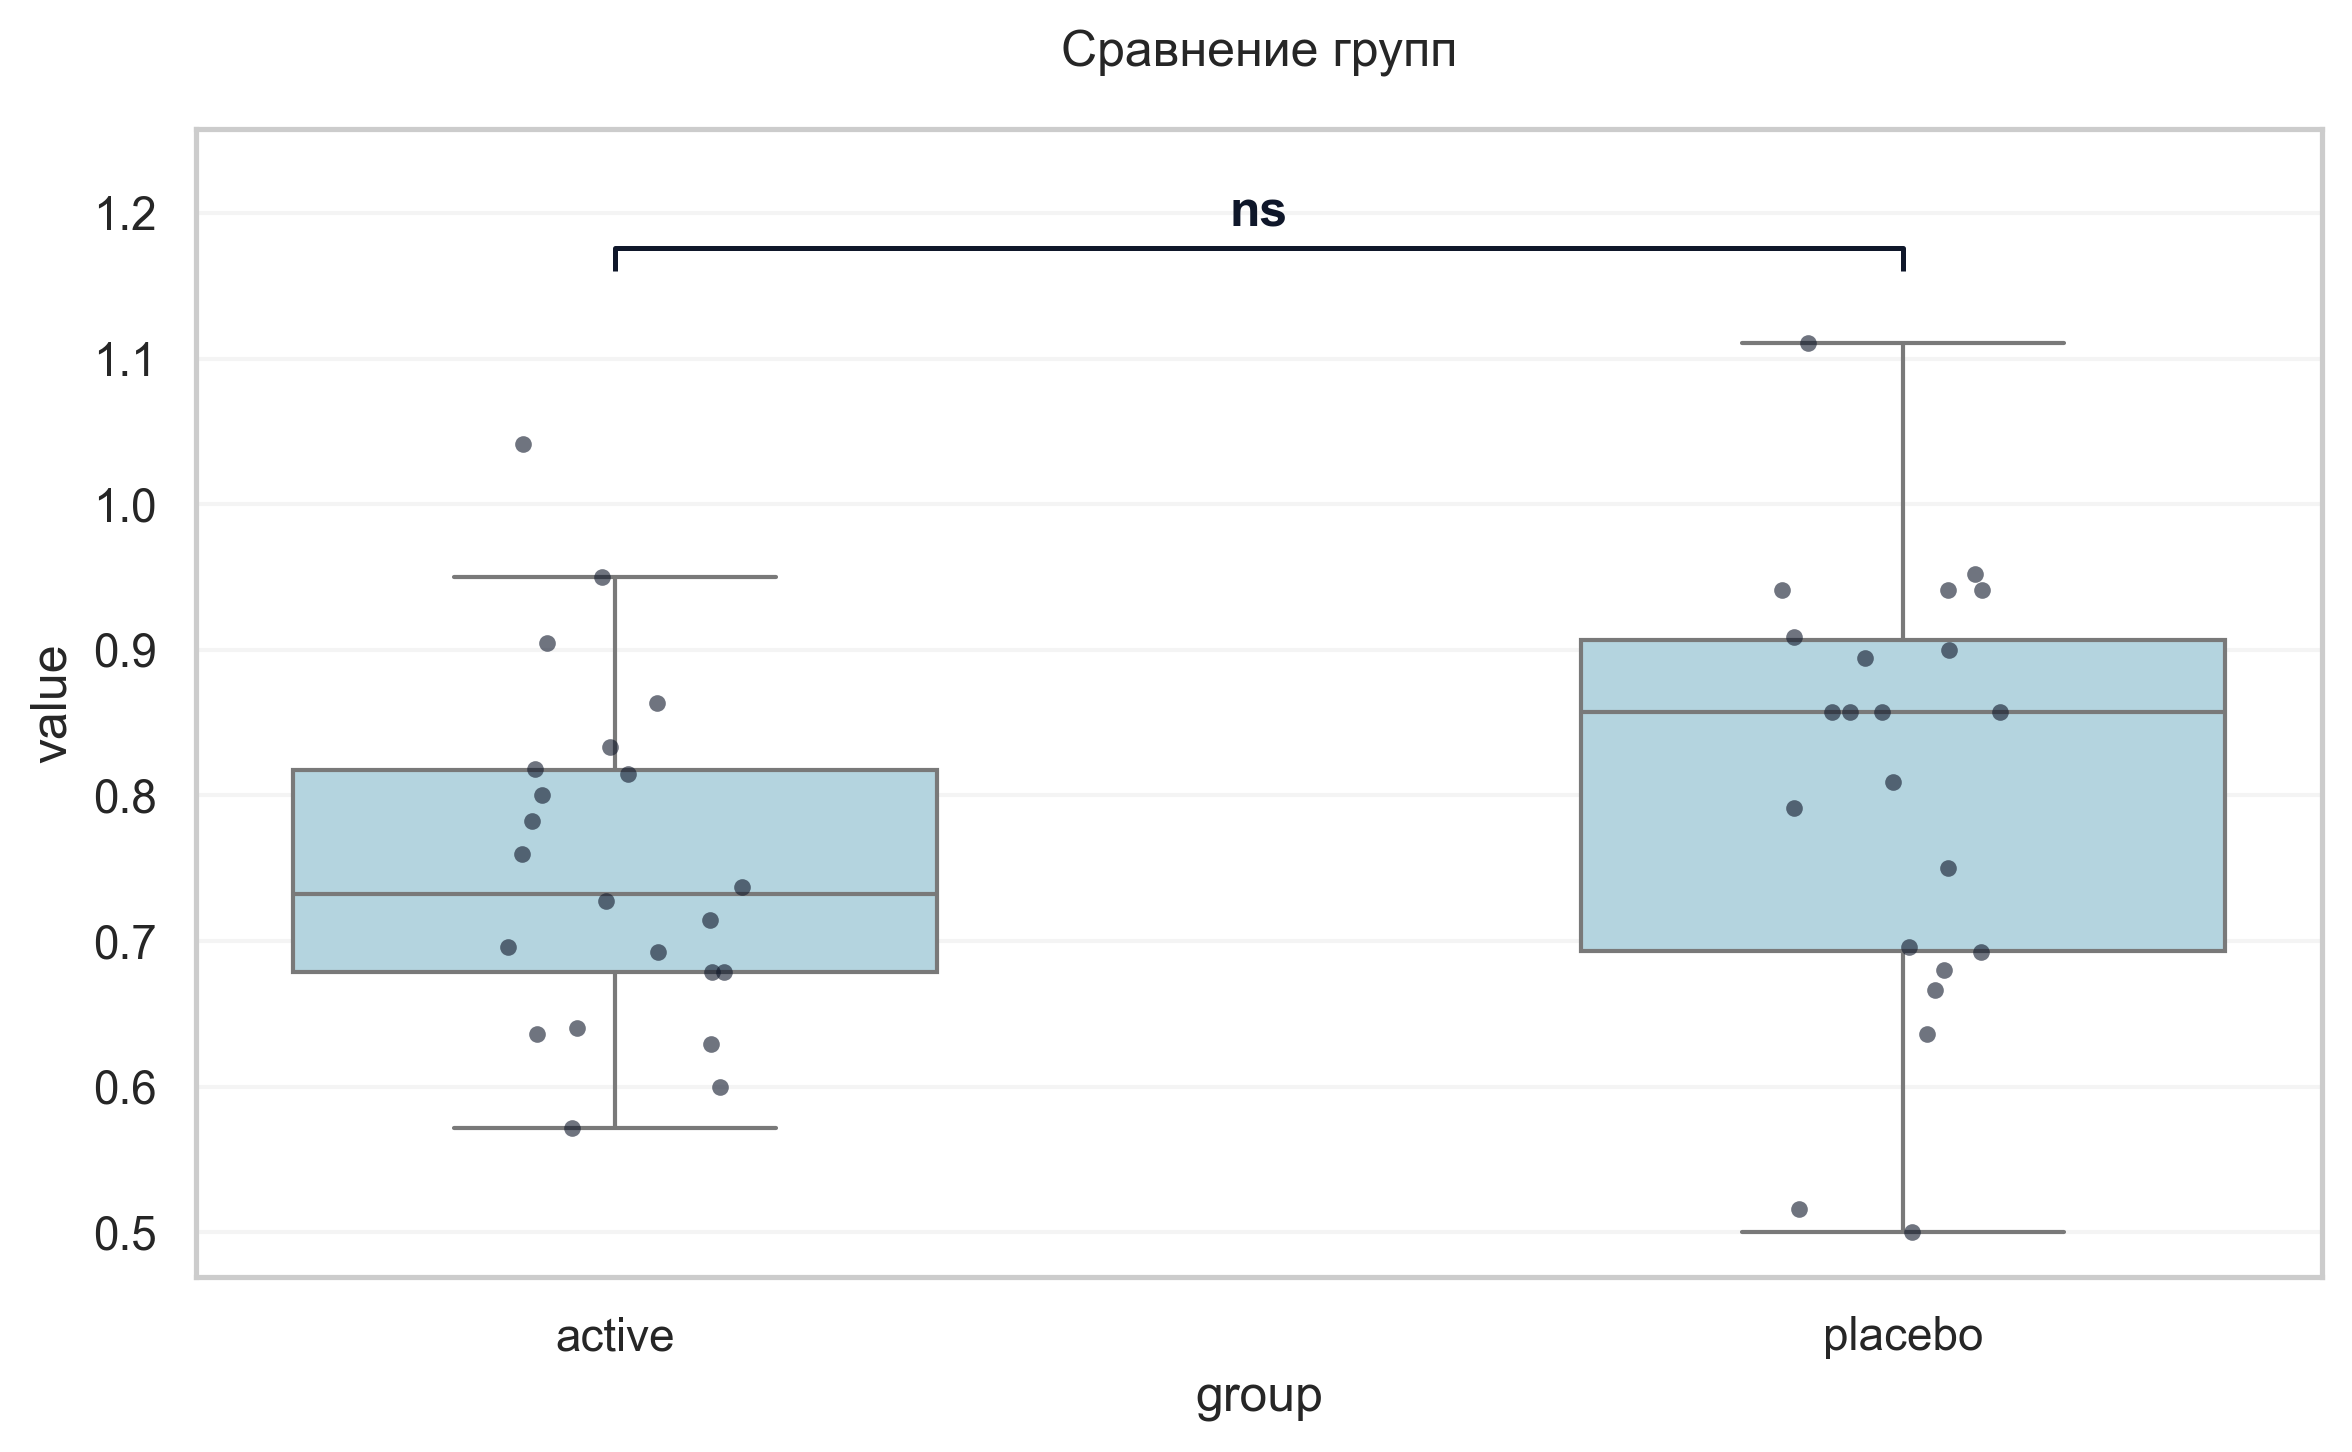 Сравнение групп
ns
1.2
1.1
1.0
0.9
0.8
0.7
0.6
0.5
value
active
placebo
group